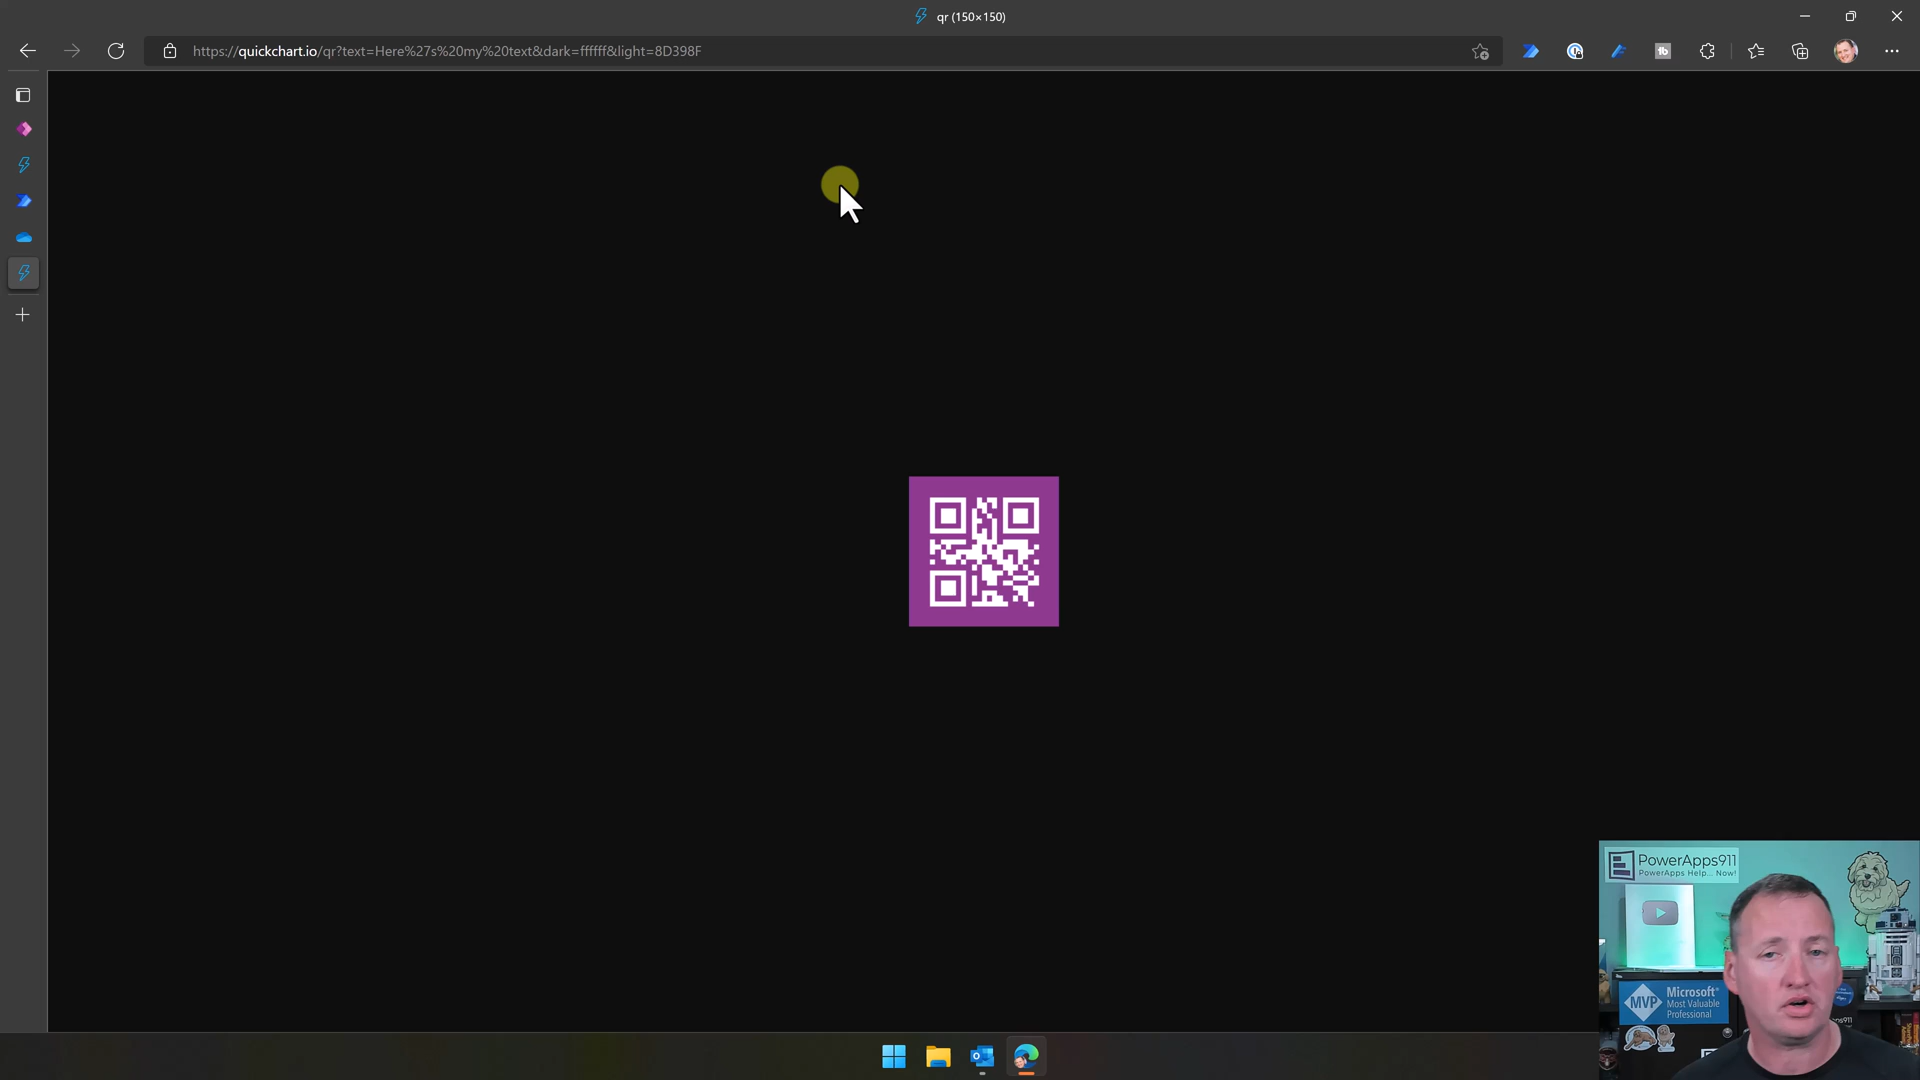 qr (150×150)
https://quickchart.io/qr?text=Here%27s%20my%20text&dark=ffffff&light=8D398F
PowerApps911
PowerApps Help... Now!
MVP
Microsoft®
Most Valuable
Professional